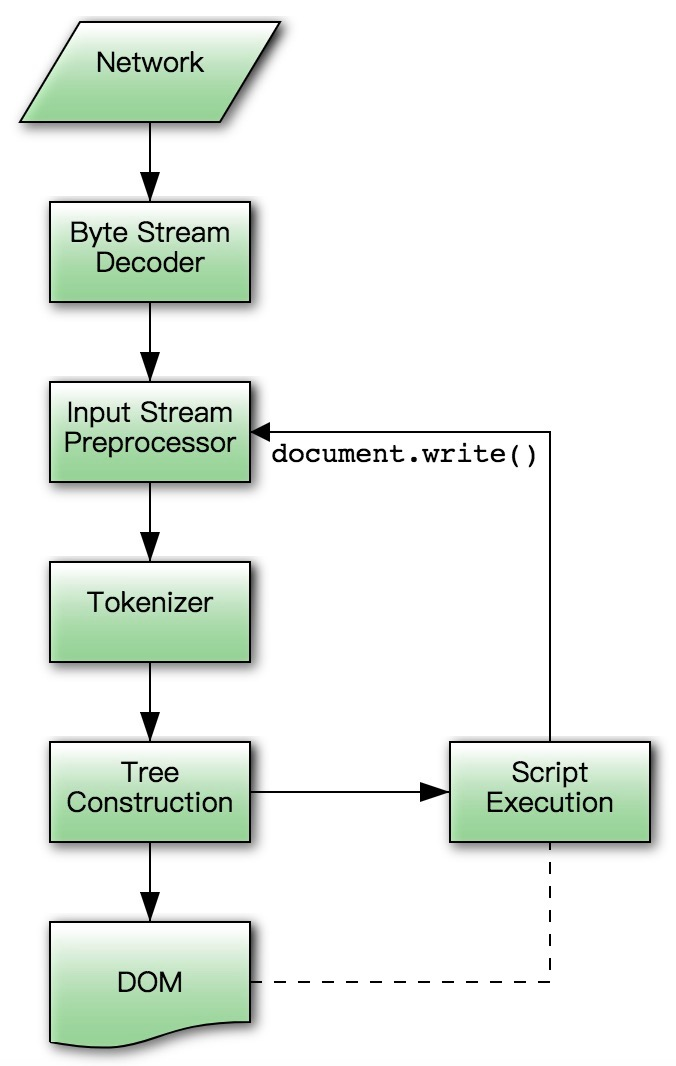 Network
Byte Stream
Decoder
Input Stream
Preprocessor
document.write()
Tokenizer
Tree
Construction
Script
Execution
DOM